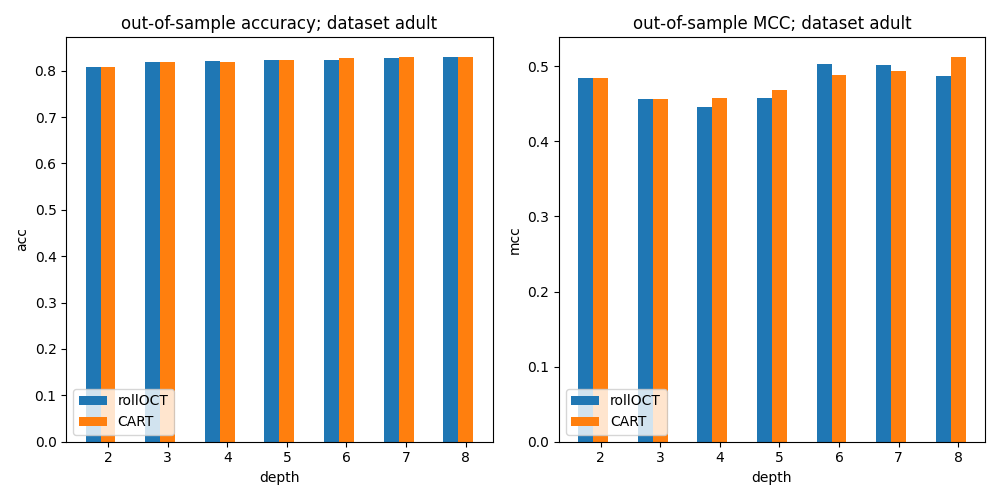 out-of-sample accuracy; dataset adult
acc
0.8
0.7
0.6
0.5
0.4
0.3
0.2
0.1
0.0
rollOCT
CART
2 3 4 5 6 7 8
depth
out-of-sample MCC; dataset adult
mcc
0.5
0.4
0.3
0.2
0.1
0.0
rollOCT
CART
2 3 4 5 6 7 8
depth